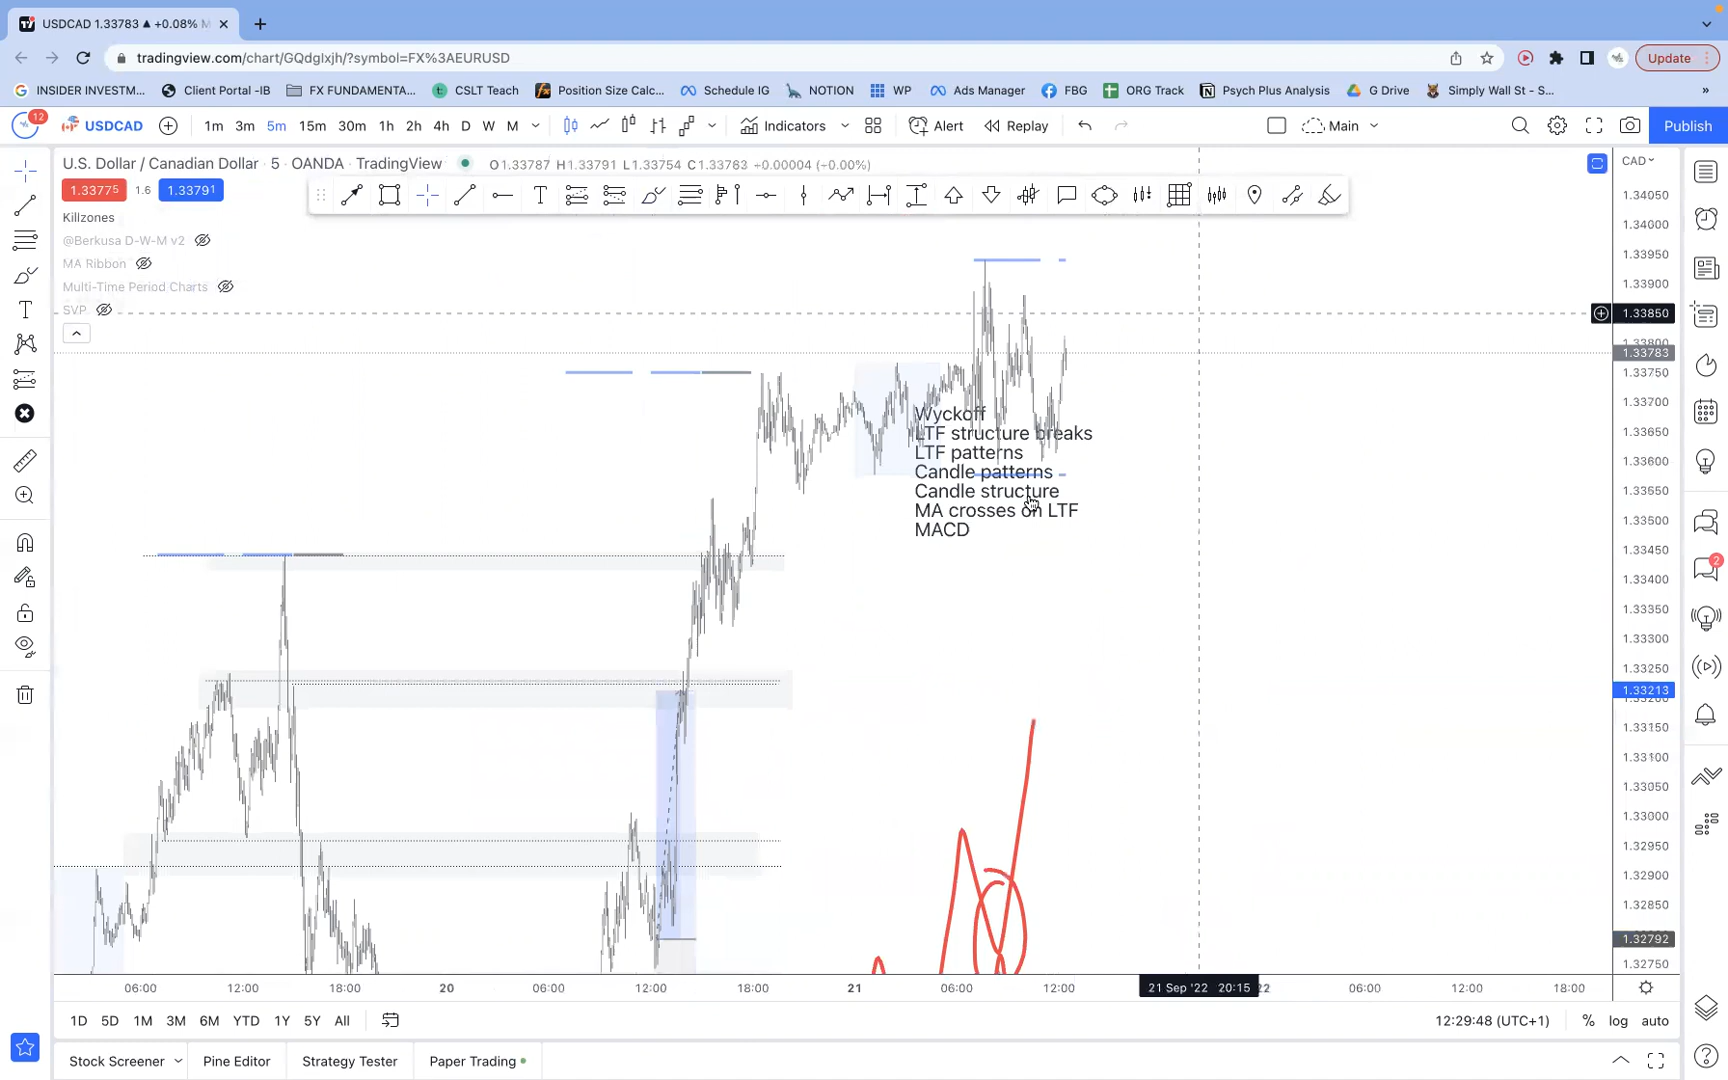 USDCAD 1.33783 ▲ +0.08%
tradingview.com/chart/GQdglxjh/?symbol=FX%3AEURUSD
Update
INSIDER INVESTM...
Client Portal -IB
FX FUNDAMENTA...
CSLT Teach
Position Size Calc...
Schedule IG
NOTION
WP
Ads Manager
FBG
ORG Track
Psych Plus Analysis
G Drive
Simply Wall St - S...
»
12
USDCAD
1m 3m 5m 15m 30m 1h 2h 4h D W M
Indicators
Alert
Replay
Main
Publish
U.S. Dollar / Canadian Dollar · 5 · OANDA · TradingView
O1.33787 H1.33791 L1.33754 C1.33783 +0.00004 (+0.00%)
CAD
1.33775 1.6 1.33791
Killzones
@Berkusa D-W-M v2
MA Ribbon
Multi-Time Period Charts
SVP
Wyckoff
LTF structure breaks
LTF patterns
Candle patterns
Candle structure
MA crosses on LTF
MACD
1.34050
1.34000
1.33950
1.33900
1.33850
1.33800
1.33783
1.33750
1.33700
1.33650
1.33600
1.33550
1.33500
1.33450
1.33400
1.33350
1.33300
1.33250
1.33213
1.33150
1.33100
1.33050
1.33000
1.32950
1.32900
1.32850
1.32792
1.32750
2
06:00 12:00 18:00 20 06:00 12:00 18:00 21 06:00 12:00 21 Sep '22 20:15 22 06:00 12:00 18:00
1D 5D 1M 3M 6M YTD 1Y 5Y All
12:29:48 (UTC+1)
% log auto
Stock Screener
Pine Editor
Strategy Tester
Paper Trading